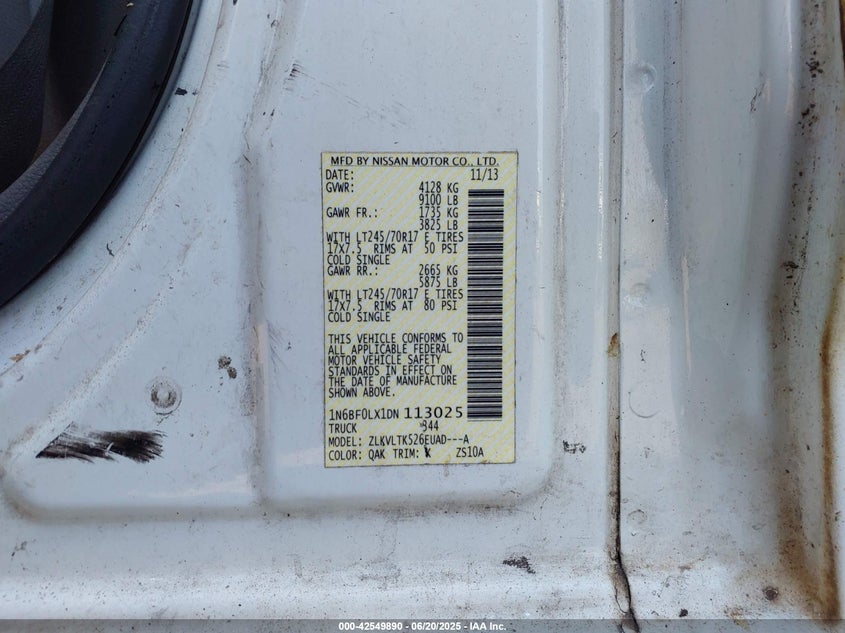 MFD BY NISSAN MOTOR CO., LTD.
DATE: 11/13
GVWR: 4128 KG
9100 LB
GAWR FR.: 1735 KG
3825 LB
WITH LT245/70R17 E TIRES
17X7.5 RIMS AT 50 PSI
COLD SINGLE
GAWR RR.: 2665 KG
5875 LB
WITH LT245/70R17 E TIRES
17X7.5 RIMS AT 80 PSI
COLD SINGLE
THIS VEHICLE CONFORMS TO
ALL APPLICABLE FEDERAL
MOTOR VEHICLE SAFETY
STANDARDS IN EFFECT ON
THE DATE OF MANUFACTURE
SHOWN ABOVE.
1N6BF0LX1DN 113025
TRUCK 344
MODEL: ZLKVLTK526EUAD---A
COLOR: QAK TRIM: K ZS10A
000-42549890 - 06/20/2025 - IAA Inc.